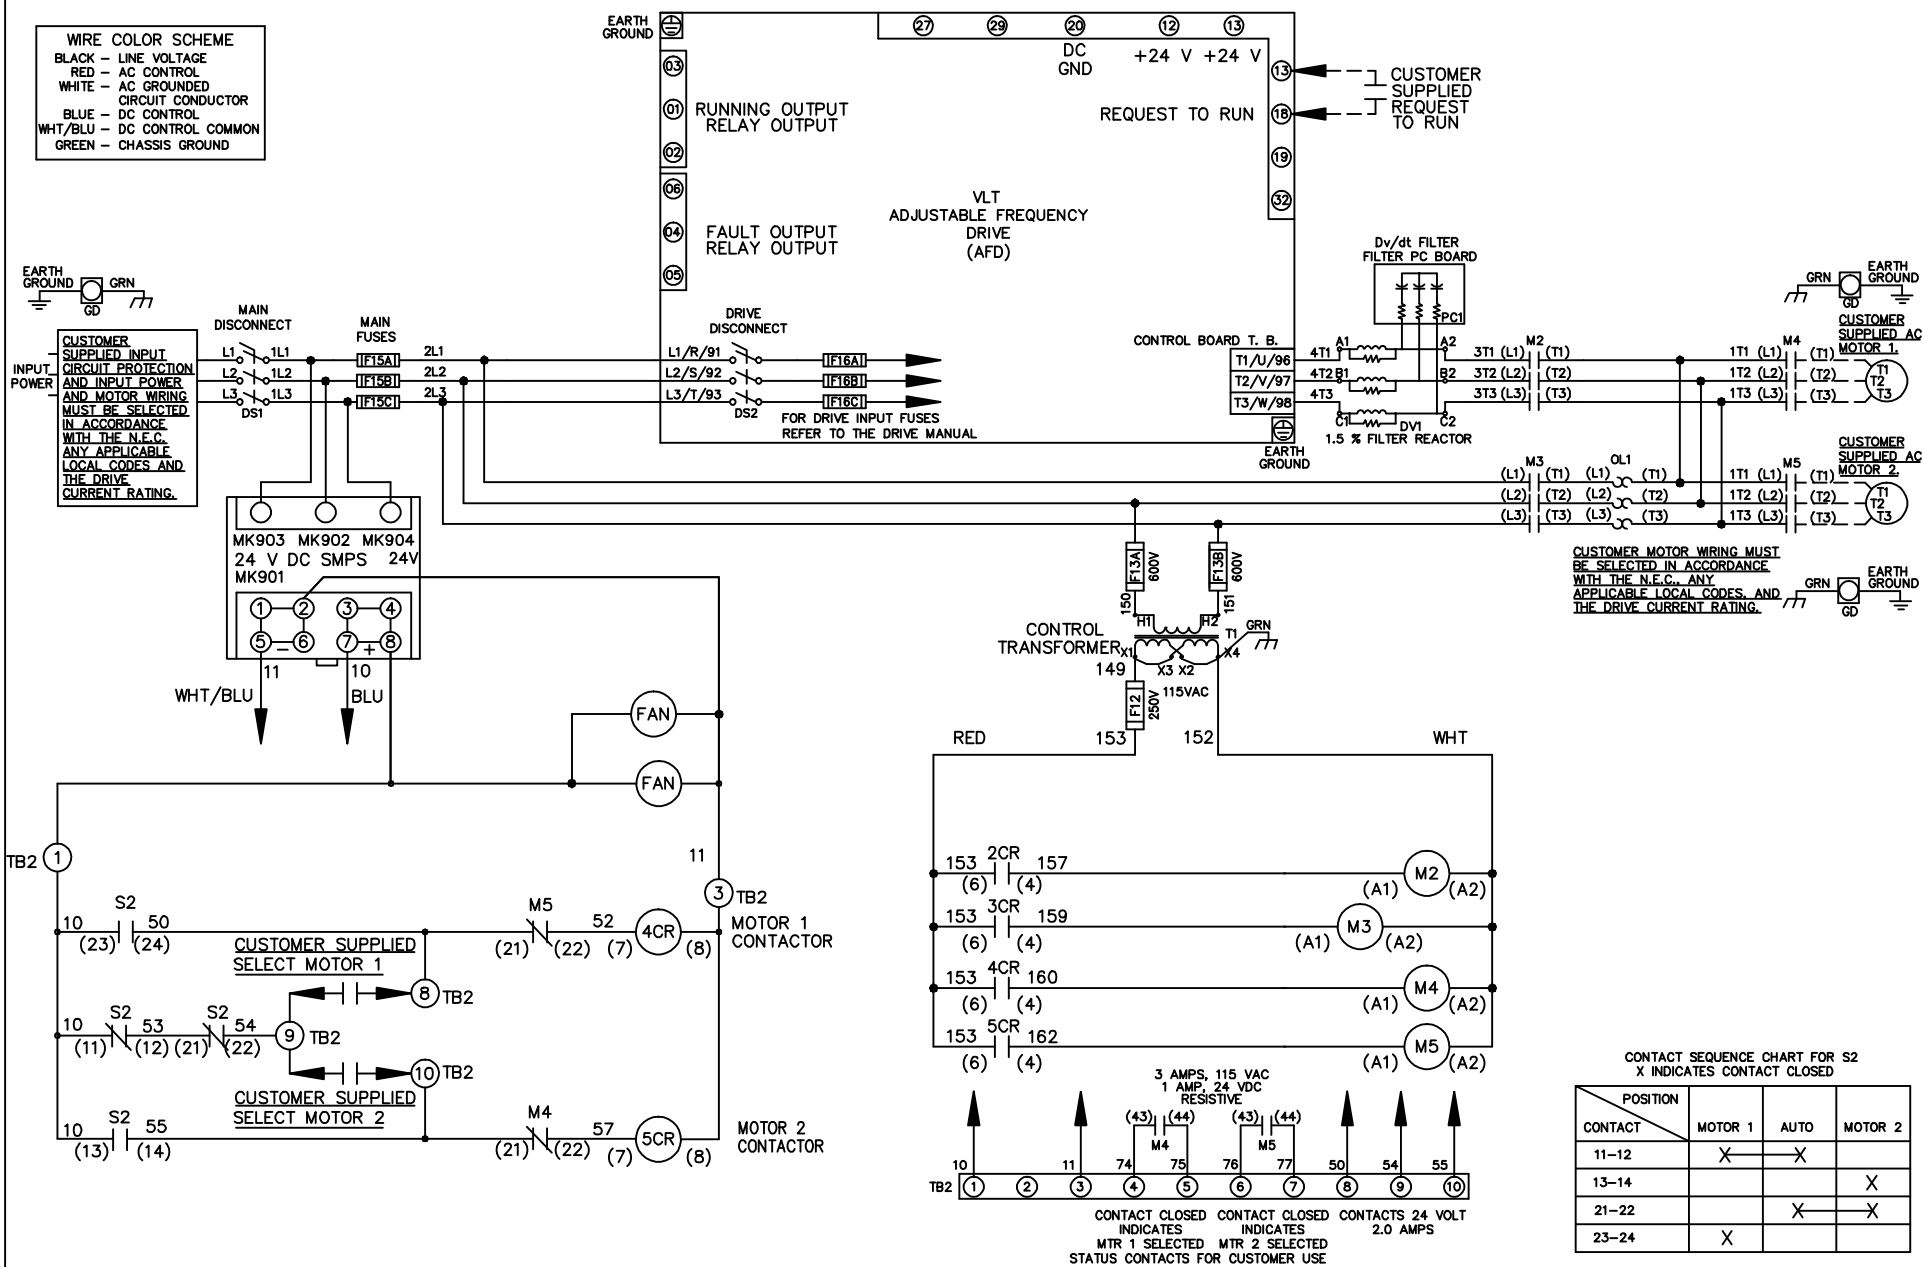 WIRE COLOR SCHEME
BLACK – LINE VOLTAGE
RED – AC CONTROL
WHITE – AC GROUNDED
CIRCUIT CONDUCTOR
BLUE – DC CONTROL
WHT/BLU – DC CONTROL COMMON
GREEN – CHASSIS GROUND
EARTH
GROUND
03
01
02
RUNNING OUTPUT
RELAY OUTPUT
06
04
05
FAULT OUTPUT
RELAY OUTPUT
27 29 20 12 13
DC
GND
+24 V +24 V
13
18
19
32
REQUEST TO RUN
CUSTOMER
SUPPLIED
REQUEST
TO RUN
VLT
ADJUSTABLE FREQUENCY
DRIVE
(AFD)
EARTH
GROUND
GRN
GD
INPUT
POWER
CUSTOMER
SUPPLIED INPUT
CIRCUIT PROTECTION
AND INPUT POWER
AND MOTOR WIRING
MUST BE SELECTED
IN ACCORDANCE
WITH THE N.E.C.
ANY APPLICABLE
LOCAL CODES AND
THE DRIVE
CURRENT RATING.
MAIN
DISCONNECT
L1 1L1
L2 1L2
L3 1L3
DS1
MAIN
FUSES
F15A 2L1
F15B 2L2
F15C 2L3
DRIVE
DISCONNECT
L1/R/91
L2/S/92
L3/T/93
DS2
F16A
F16B
F16C
FOR DRIVE INPUT FUSES
REFER TO THE DRIVE MANUAL
CONTROL BOARD T. B.
T1/U/96
T2/V/97
T3/W/98
EARTH
GROUND
Dv/dt FILTER
FILTER PC BOARD
PC1
4T1 A1 A2
4T2 B1 B2
4T3 C1 C2
DV1
1.5 % FILTER REACTOR
M2
3T1 (L1) (T1)
3T2 (L2) (T2)
3T3 (L3) (T3)
M4
1T1 (L1) (T1)
1T2 (L2) (T2)
1T3 (L3) (T3)
GRN
GD
EARTH
GROUND
CUSTOMER
SUPPLIED AC
MOTOR 1.
T1
T2
T3
M3 OL1
(L1) (T1) (L1) (T1)
(L2) (T2) (L2) (T2)
(L3) (T3) (L3) (T3)
M5
1T1 (L1) (T1)
1T2 (L2) (T2)
1T3 (L3) (T3)
CUSTOMER
SUPPLIED AC
MOTOR 2.
T1
T2
T3
CUSTOMER MOTOR WIRING MUST
BE SELECTED IN ACCORDANCE
WITH THE N.E.C., ANY
APPLICABLE LOCAL CODES, AND
THE DRIVE CURRENT RATING.
GRN
GD
EARTH
GROUND
MK903 MK902 MK904
24 V DC SMPS 24V
MK901
1 2 3 4
5 – 6 7 + 8
11 10
WHT/BLU BLU
FAN
FAN
F13A
600V
F13B
600V
150 151
H1 H2
CONTROL
TRANSFORMER
T1
GRN
X1 X3 X2 X4
149
115VAC
F12
250V
153 152
RED WHT
TB2 1
11
3 TB2
10 S2 50
(23) (24)
M5
(21) (22)
52
(7) 4CR (8)
MOTOR 1
CONTACTOR
CUSTOMER SUPPLIED
SELECT MOTOR 1
8 TB2
10 S2 53 S2 54
(11) (12) (21) (22)
9 TB2
10 TB2
CUSTOMER SUPPLIED
SELECT MOTOR 2
10 S2 55
(13) (14)
M4
(21) (22)
57
(7) 5CR (8)
MOTOR 2
CONTACTOR
153 2CR 157
(6) (4)
(A1) M2 (A2)
153 3CR 159
(6) (4)
(A1) M3 (A2)
153 4CR 160
(6) (4)
(A1) M4 (A2)
153 5CR 162
(6) (4)
(A1) M5 (A2)
3 AMPS, 115 VAC
1 AMP, 24 VDC
RESISTIVE
(43) (44) (43) (44)
M4 M5
10 11 74 75 76 77 50 54 55
TB2 1 2 3 4 5 6 7 8 9 10
CONTACT CLOSED CONTACT CLOSED CONTACTS 24 VOLT
INDICATES INDICATES 2.0 AMPS
MTR 1 SELECTED MTR 2 SELECTED
STATUS CONTACTS FOR CUSTOMER USE
CONTACT SEQUENCE CHART FOR S2
X INDICATES CONTACT CLOSED
POSITION
CONTACT MOTOR 1 AUTO MOTOR 2
11–12 X X
13–14 X
21–22 X X
23–24 X